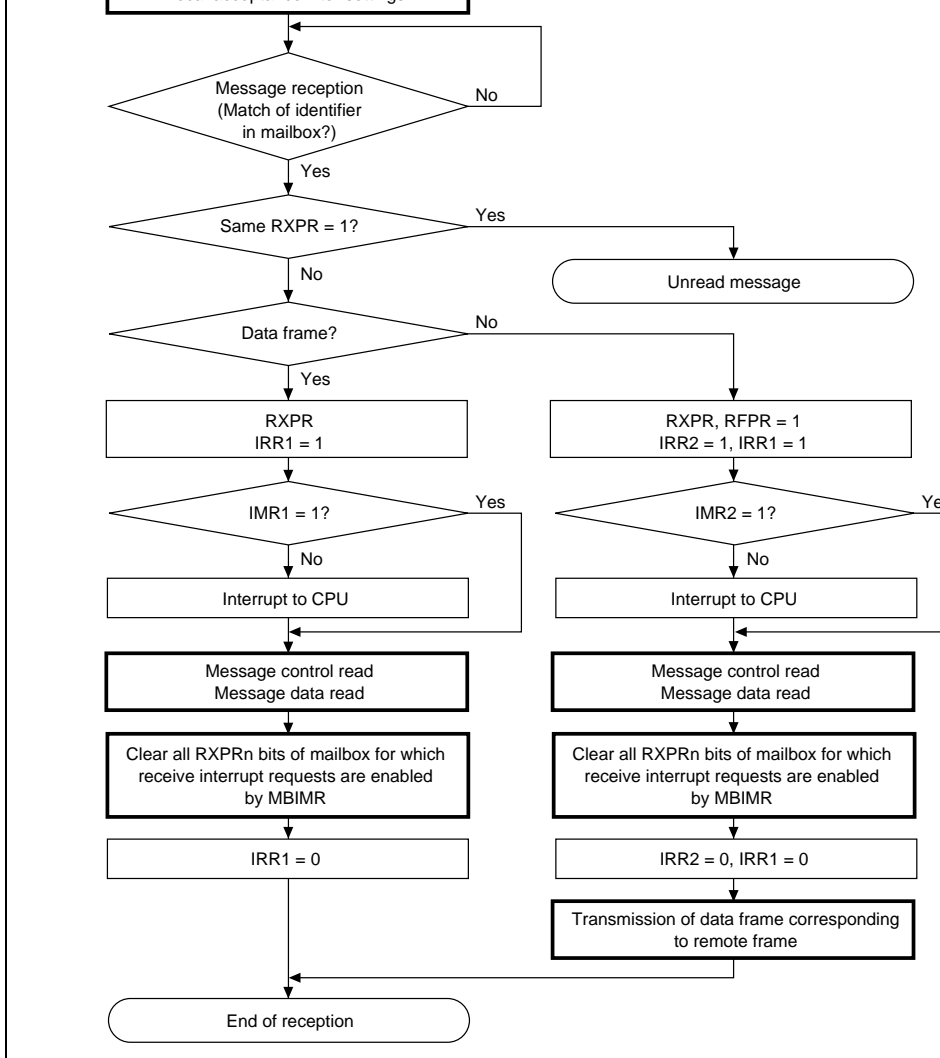 Message reception
(Match of identifier
in mailbox?)
No
Yes
Same RXPR = 1?
Yes
No
Unread message
Data frame?
No
Yes
RXPR
IRR1 = 1
RXPR, RFPR = 1
IRR2 = 1, IRR1 = 1
IMR1 = 1?
Yes
No
IMR2 = 1?
No
Interrupt to CPU
Interrupt to CPU
Message control read
Message data read
Message control read
Message data read
Clear all RXPRn bits of mailbox for which
receive interrupt requests are enabled
by MBIMR
Clear all RXPRn bits of mailbox for which
receive interrupt requests are enabled
by MBIMR
IRR1 = 0
IRR2 = 0, IRR1 = 0
Transmission of data frame corresponding
to remote frame
End of reception